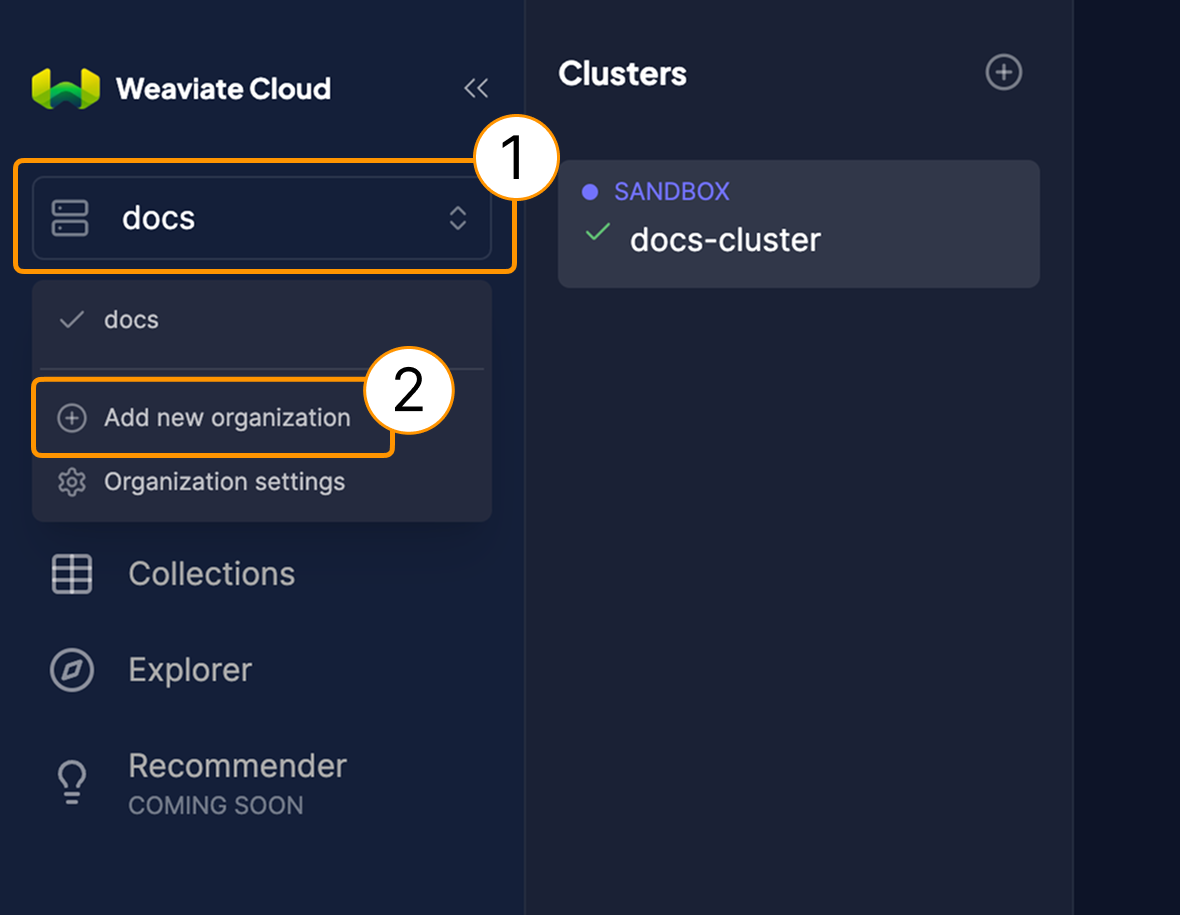 Weaviate Cloud
1
docs
docs
Add new organization
2
Organization settings
Collections
Explorer
Recommender
COMING SOON
Clusters
SANDBOX
docs-cluster